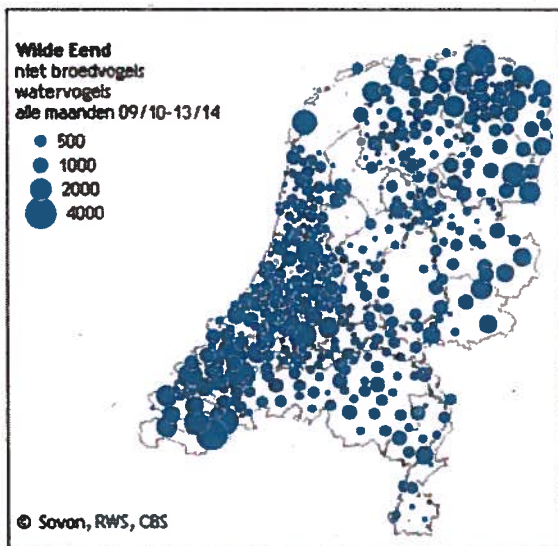 Wilde Eend
niet broedvogels
watervogels
alle maanden 09/10-13/14
500
1000
2000
4000
© Sovon, RWS, CBS